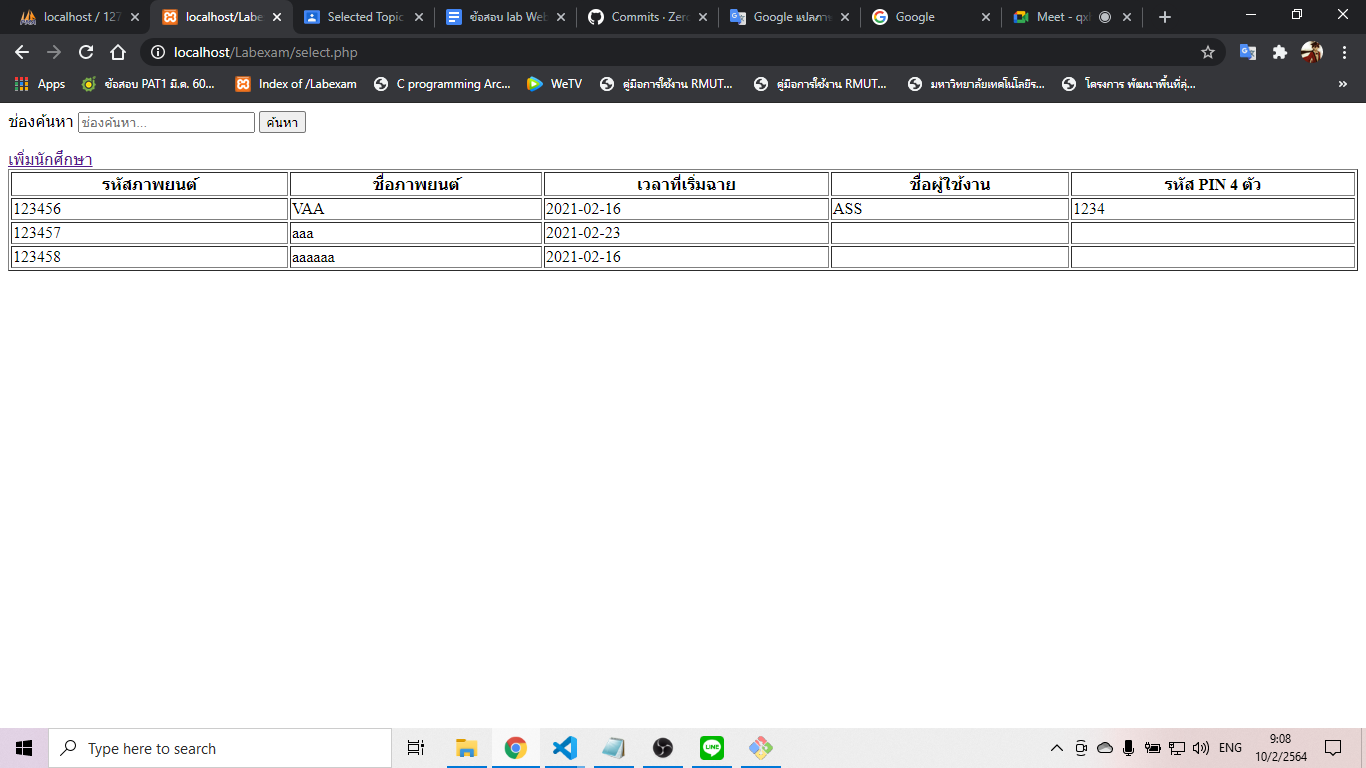 localhost / 127
localhost/Labe
Selected Topic
ข้อสอบ lab Web
Commits · Zero
Google แปลภา
Google
Meet - qxl
localhost/Labexam/select.php
Apps
ข้อสอบ PAT1 มี.ค. 60...
Index of /Labexam
C programming Arc...
WeTV
คู่มือการใช้งาน RMUT...
คู่มือการใช้งาน RMUT...
มหาวิทยาลัยเทคโนโลยีร...
โครงการ พัฒนาพื้นที่สุ่...
»
ช่องค้นหา ช่องค้นหา... ค้นหา
เพิ่มนักศึกษา
รหัสภาพยนต์ ชื่อภาพยนต์ เวลาที่เริ่มฉาย ชื่อผู้ใช้งาน รหัส PIN 4 ตัว
123456 VAA 2021-02-16 ASS 1234
123457 aaa 2021-02-23
123458 aaaaaa 2021-02-16
Type here to search
LINE
ENG
9:08
10/2/2564